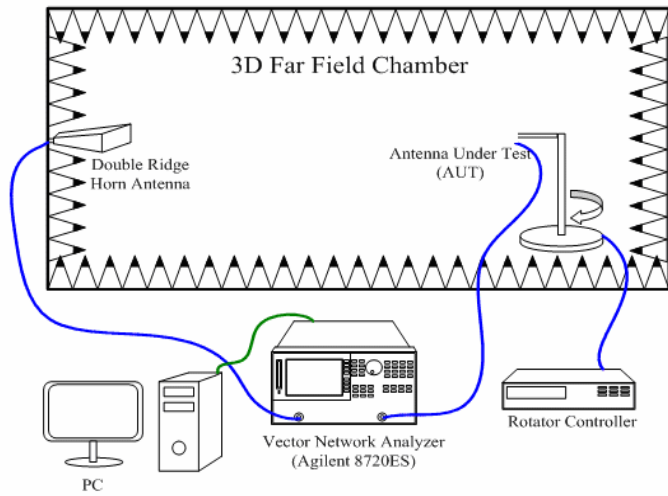 3D Far Field Chamber
Double Ridge
Horn Antenna
Antenna Under Test
(AUT)
Vector Network Analyzer
(Agilent 8720ES)
Rotator Controller
PC